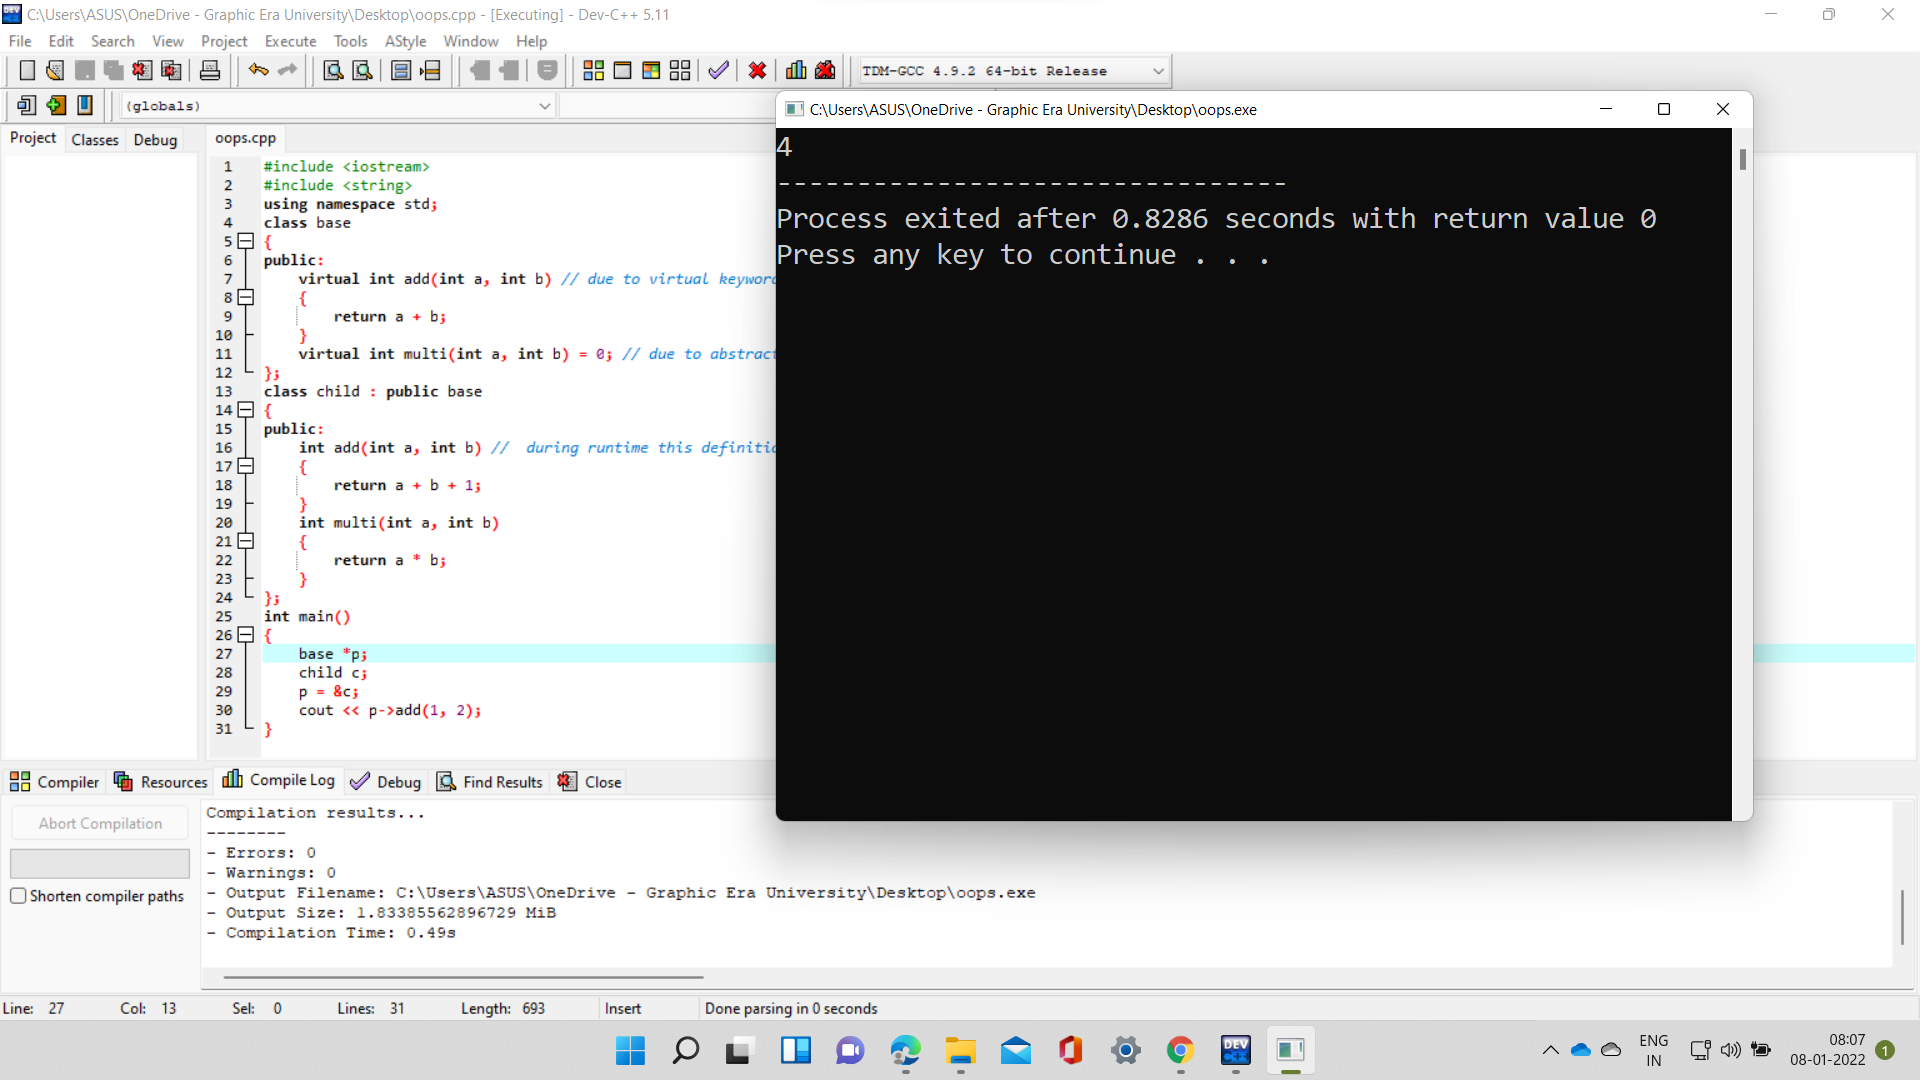 C:\Users\ASUS\OneDrive - Graphic Era University\Desktop\oops.cpp - [Executing] - Dev-C++ 5.11
File Edit Search View Project Execute Tools AStyle Window Help
TDM-GCC 4.9.2 64-bit Release
(globals)
Project Classes Debug oops.cpp
1 #include <iostream>
2 #include <string>
3 using namespace std;
4 class base
5 {
6 public:
7 virtual int add(int a, int b) // due to virtual keyword
8 {
9 return a + b;
10 }
11 virtual int multi(int a, int b) = 0; // due to abstract
12 };
13 class child : public base
14 {
15 public:
16 int add(int a, int b) // during runtime this definitio
17 {
18 return a + b + 1;
19 }
20 int multi(int a, int b)
21 {
22 return a * b;
23 }
24 };
25 int main()
26 {
27 base *p;
28 child c;
29 p = &c;
30 cout << p->add(1, 2);
31 }
C:\Users\ASUS\OneDrive - Graphic Era University\Desktop\oops.exe
4
--------------------------------
Process exited after 0.8286 seconds with return value 0
Press any key to continue . . .
Compiler Resources Compile Log Debug Find Results Close
Abort Compilation
Shorten compiler paths
Compilation results...
--------
- Errors: 0
- Warnings: 0
- Output Filename: C:\Users\ASUS\OneDrive - Graphic Era University\Desktop\oops.exe
- Output Size: 1.83385562896729 MiB
- Compilation Time: 0.49s
Line: 27 Col: 13 Sel: 0 Lines: 31 Length: 693 Insert Done parsing in 0 seconds
DEV C++
ENG
IN
08:07
08-01-2022
1